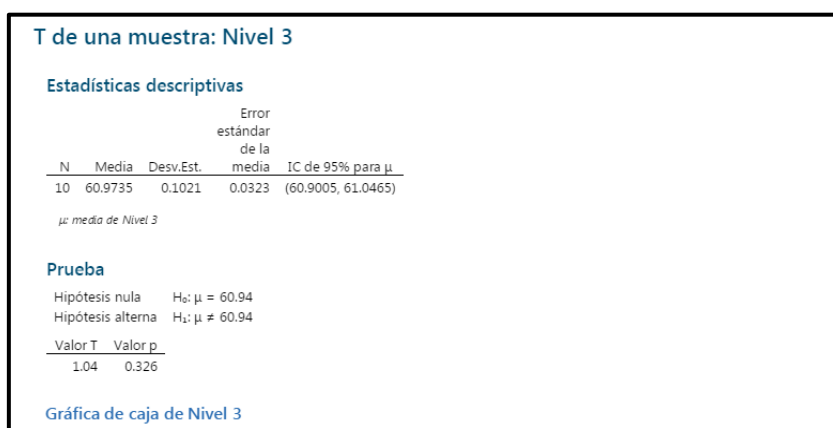 T de una muestra: Nivel 3
Estadísticas descriptivas
Error
estándar
de la
N Media Desv.Est. media IC de 95% para μ
10 60.9735 0.1021 0.0323 (60.9005, 61.0465)
μ: media de Nivel 3
Prueba
Hipótesis nula H₀: μ = 60.94
Hipótesis alterna H₁: μ ≠ 60.94
Valor T Valor p
1.04 0.326
Gráfica de caja de Nivel 3